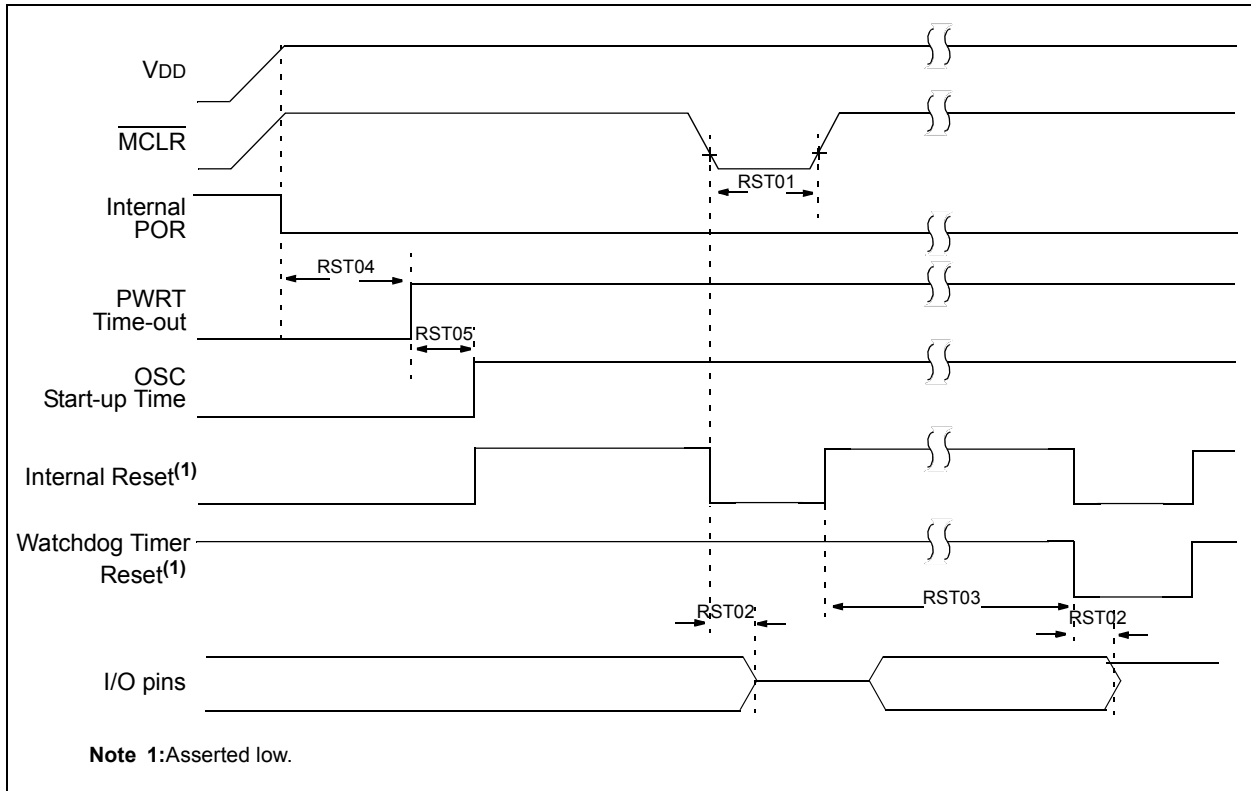 VDD
MCLR
RST01
Internal
POR
RST04
PWRT
Time-out
RST05
OSC
Start-up Time
Internal Reset(1)
Watchdog Timer
Reset(1)
RST03
RST02
RST02
I/O pins
Note 1:Asserted low.